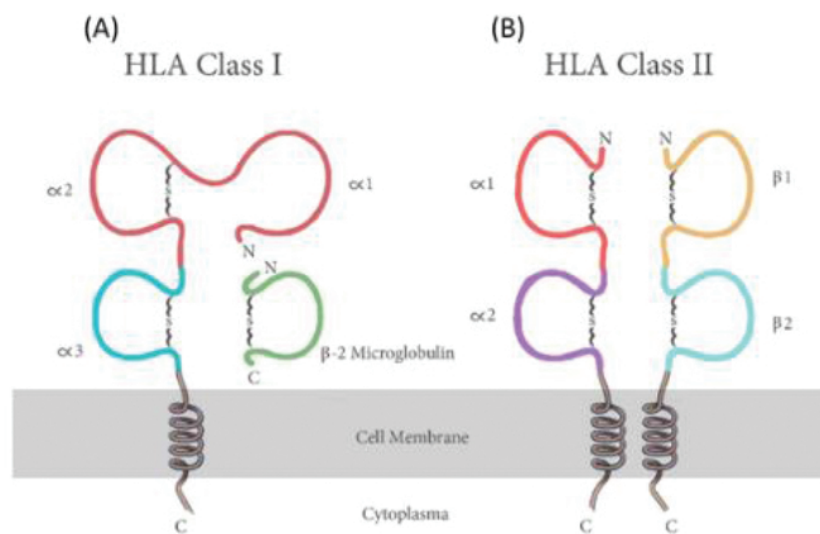 (A)
HLA Class I
(B)
HLA Class II
N
N
∝2
S
∝1
∝1
S
S
β1
N
N
∝3
S
S
β-2 Microglobulin
C
∝2
S
S
β2
Cell Membrane
C
Cytoplasma
C
C